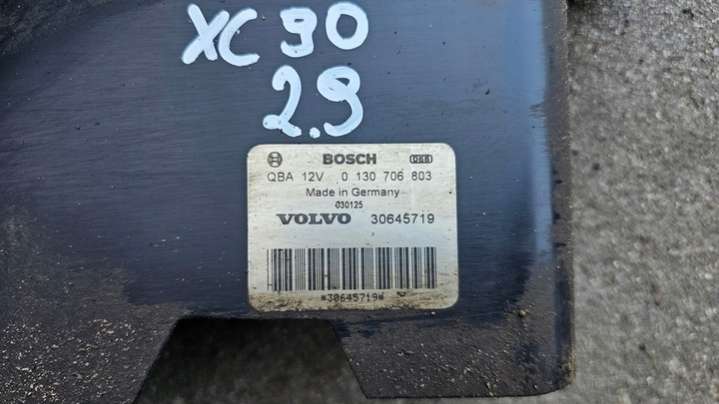 XC 90
2.9
BOSCH
QBA 12V 0 130 706 803
Made in Germany
030125
VOLVO 30645719
*30645719*